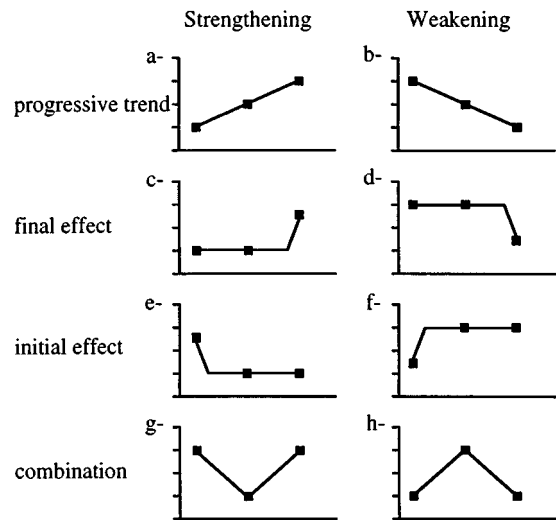 Strengthening Weakening
a- b-
progressive trend
c- d-
final effect
e- f-
initial effect
g- h-
combination